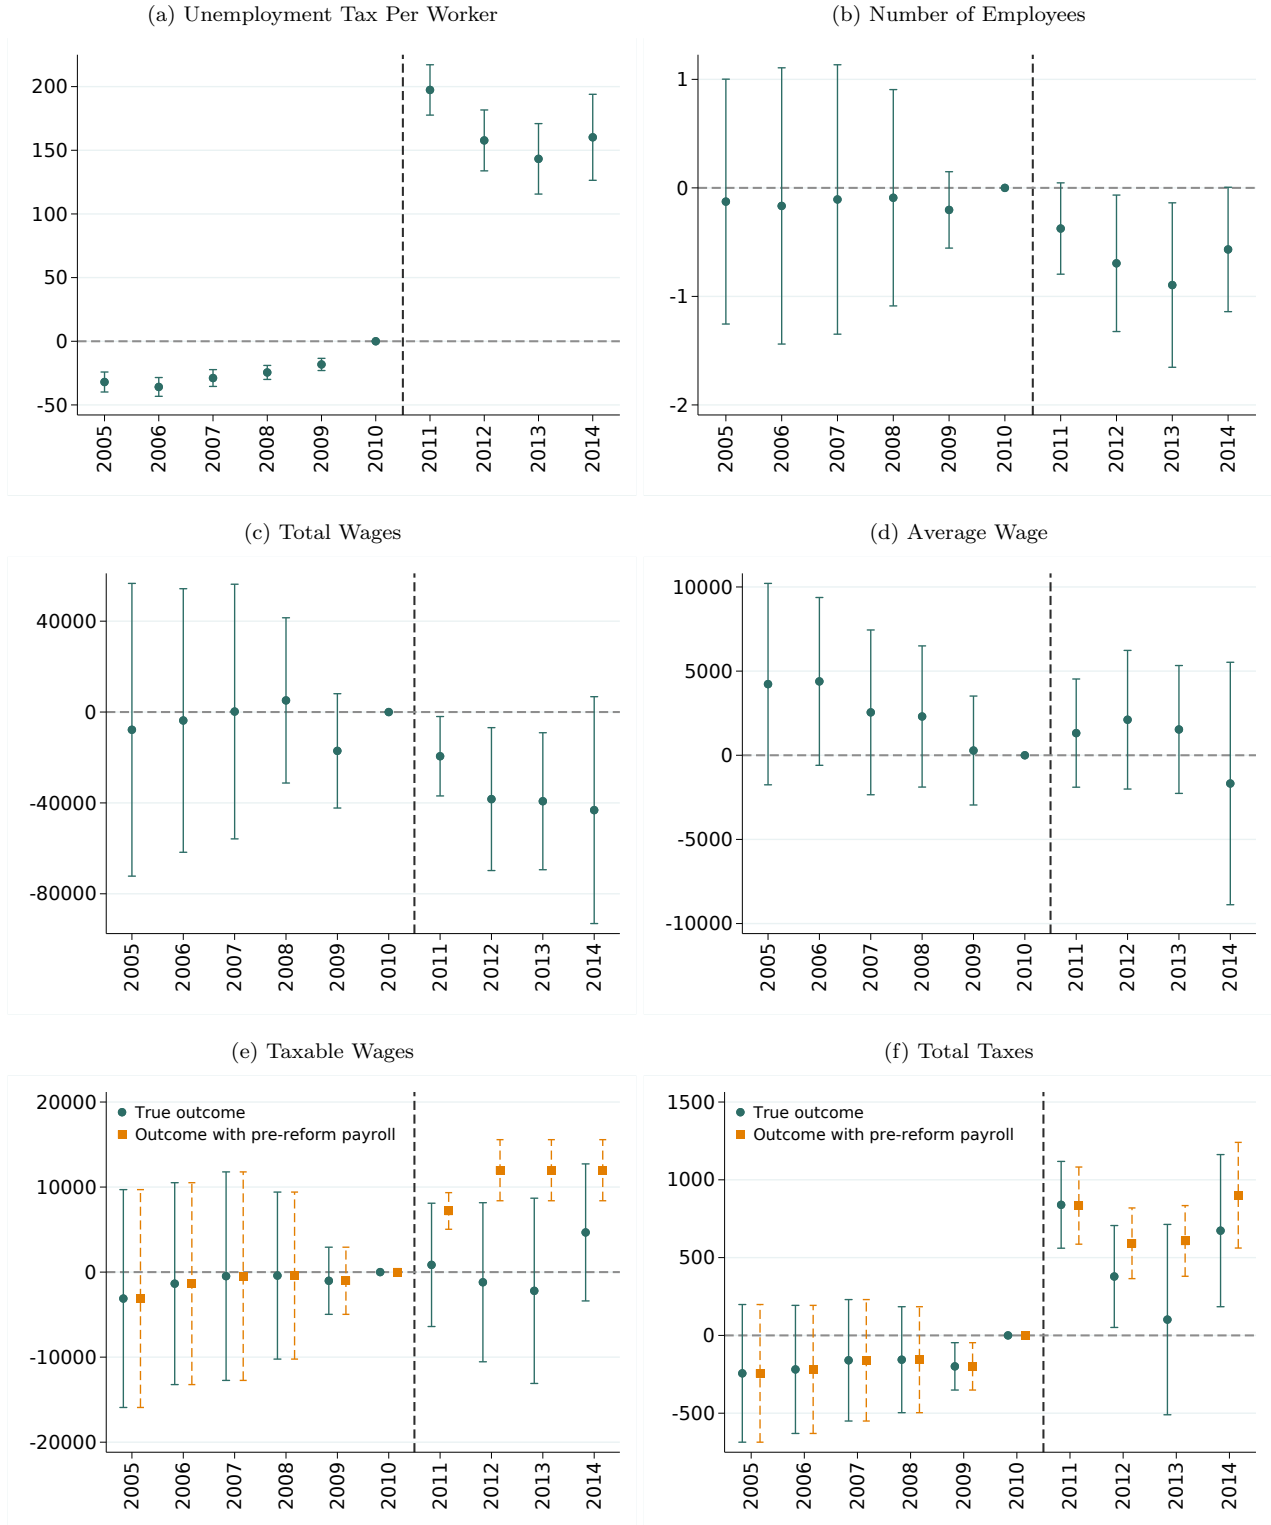 (a) Unemployment Tax Per Worker
200
150
100
50
0
-50
2005 2006 2007 2008 2009 2010 2011 2012 2013 2014
(b) Number of Employees
1
0
-1
-2
2005 2006 2007 2008 2009 2010 2011 2012 2013 2014
(c) Total Wages
40000
0
-40000
-80000
2005 2006 2007 2008 2009 2010 2011 2012 2013 2014
(d) Average Wage
10000
5000
0
-5000
-10000
2005 2006 2007 2008 2009 2010 2011 2012 2013 2014
(e) Taxable Wages
True outcome
Outcome with pre-reform payroll
20000
10000
0
-10000
-20000
2005 2006 2007 2008 2009 2010 2011 2012 2013 2014
(f) Total Taxes
True outcome
Outcome with pre-reform payroll
1500
1000
500
0
-500
2005 2006 2007 2008 2009 2010 2011 2012 2013 2014